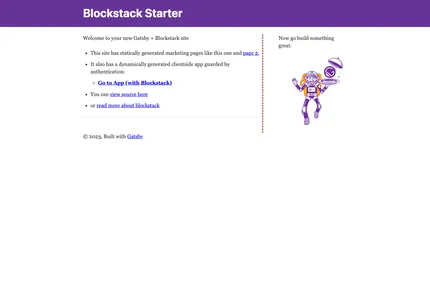 Blockstack Starter
Welcome to your new Gatsby + Blockstack site
This site has statically generated marketing pages like this one and page 2.
It also has a dynamically generated clientside app guarded by
authentication:
Go to App (with Blockstack)
You can view source here
or read more about blockstack
© 2023, Built with Gatsby
Now go build something
great.